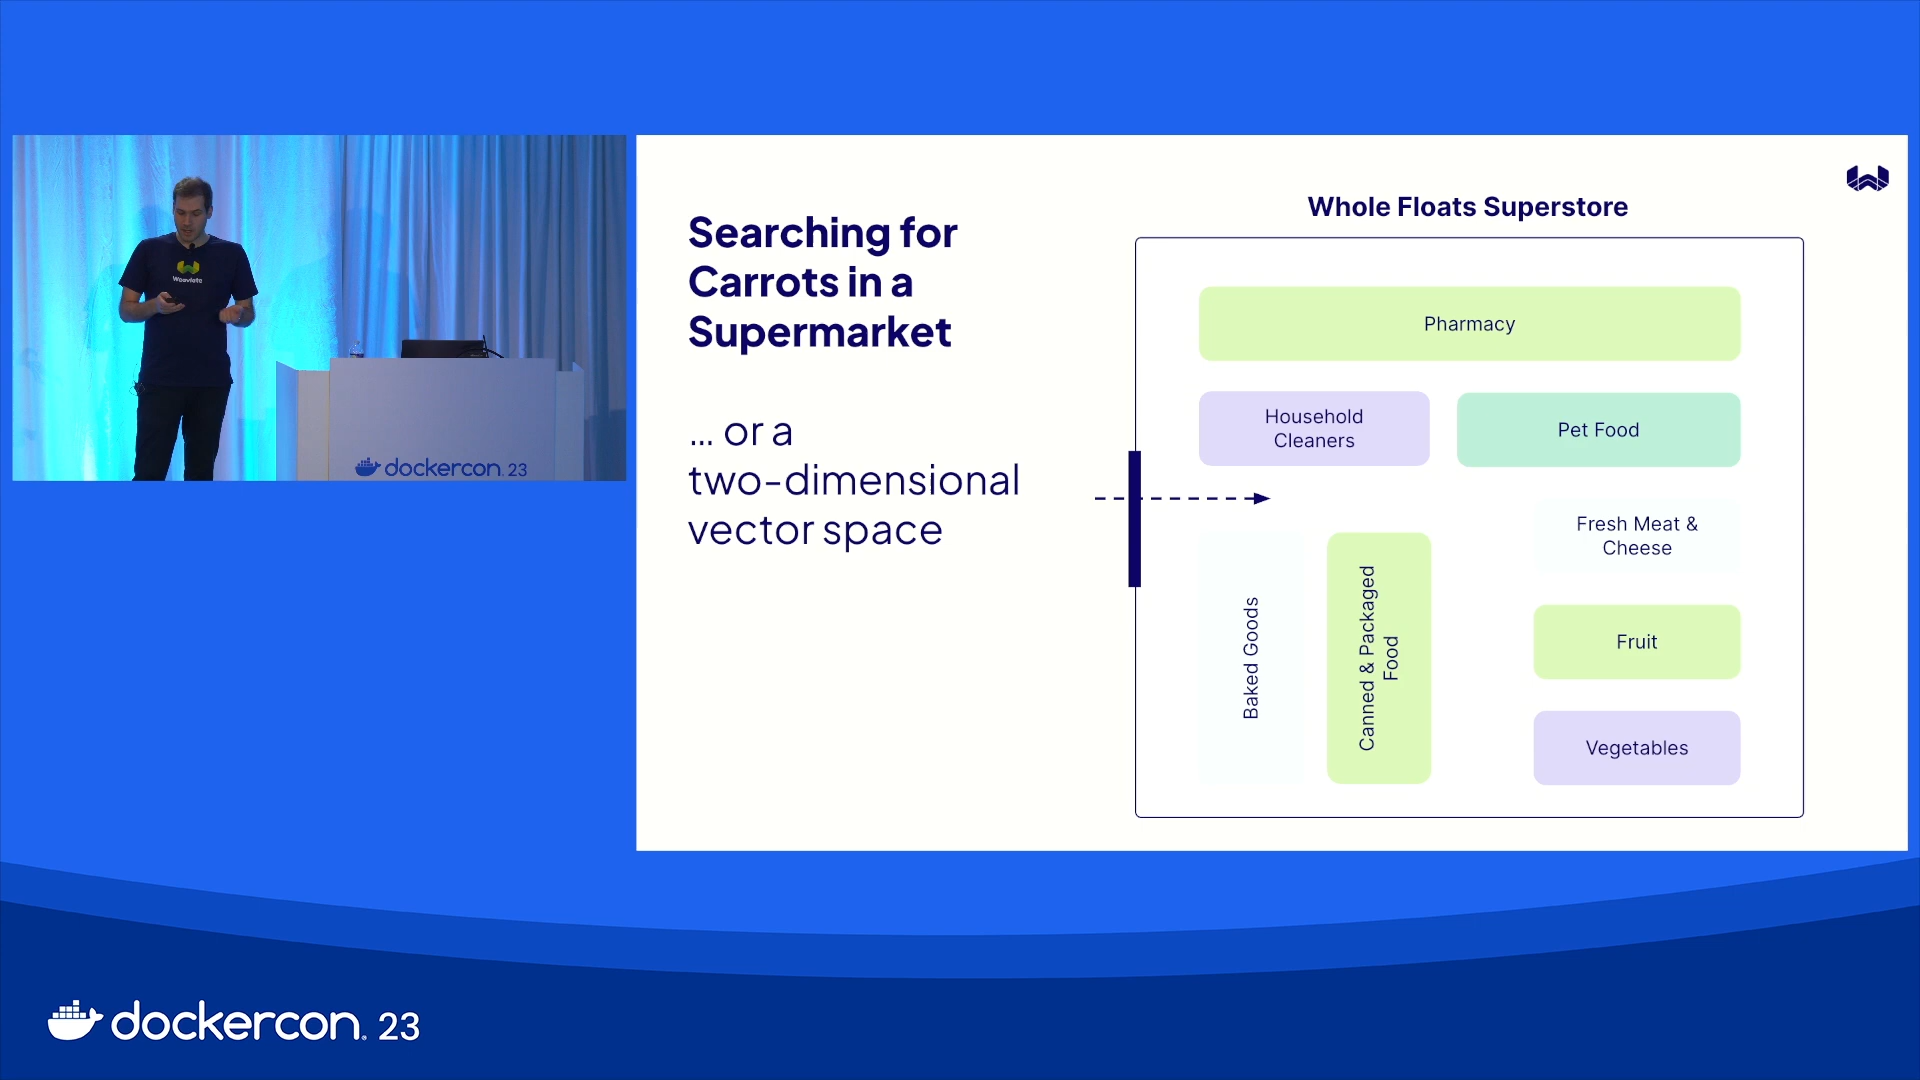 Weaviate
dockercon. 23
Searching for
Carrots in a
Supermarket
... or a
two-dimensional
vector space
Whole Floats Superstore
Pharmacy
Household
Cleaners
Pet Food
Fresh Meat &
Cheese
Baked Goods
Canned & Packaged
Food
Fruit
Vegetables
dockercon. 23